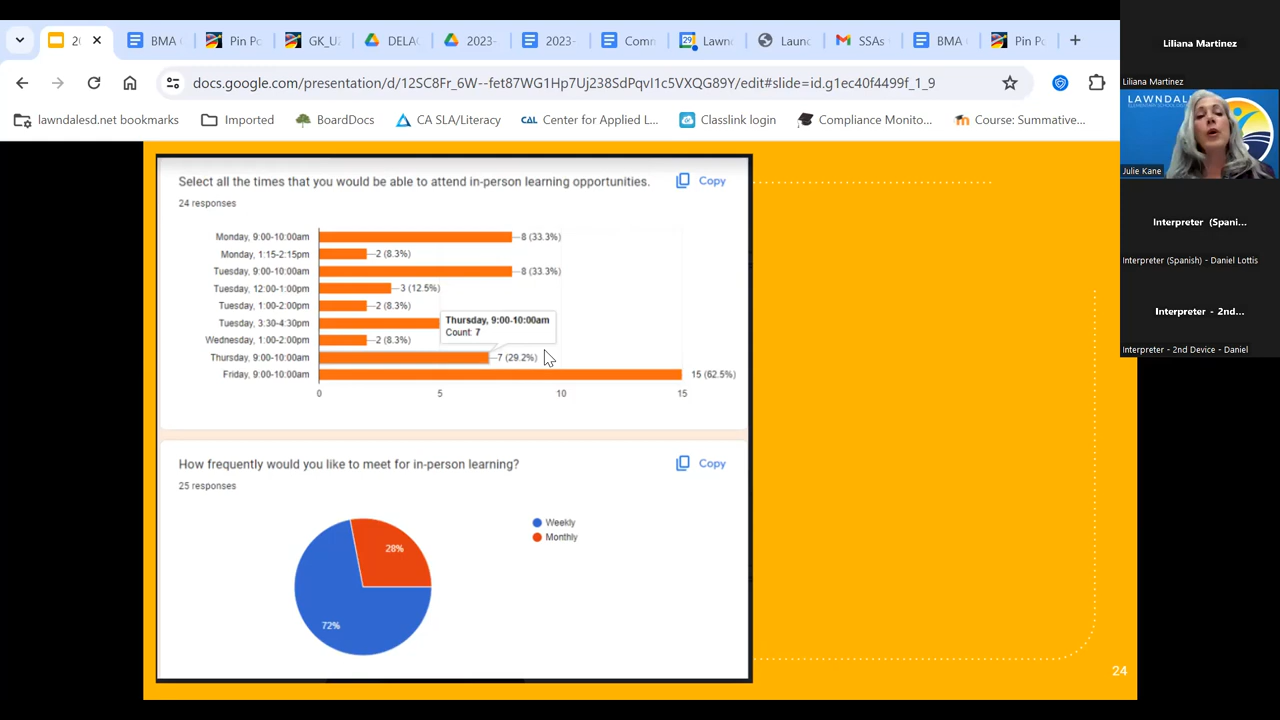 2(
BMA
Pin Po
GK_U
DELAC
2023-
2023-
Comn
Lawn
Launc
SSAs
BMA
Pin Po
docs.google.com/presentation/d/12SC8Fr_6W--fet87WG1Hp7Uj238SdPqvI1c5VXQG89Y/edit#slide=id.g1ec40f4499f_1_9
lawndalesd.net bookmarks
Imported
BoardDocs
CA SLA/Literacy
CAL Center for Applied L...
Classlink login
Compliance Monito...
Course: Summative...
Select all the times that you would be able to attend in-person learning opportunities.
Copy
24 responses
Monday, 9:00-10:00am 8 (33.3%)
Monday, 1:15-2:15pm 2 (8.3%)
Tuesday, 9:00-10:00am 8 (33.3%)
Tuesday, 12:00-1:00pm 3 (12.5%)
Tuesday, 1:00-2:00pm 2 (8.3%)
Tuesday, 3:30-4:30pm
Wednesday, 1:00-2:00pm 2 (8.3%)
Thursday, 9:00-10:00am 7 (29.2%)
Friday, 9:00-10:00am 15 (62.5%)
Thursday, 9:00-10:00am
Count: 7
0 5 10 15
How frequently would you like to meet for in-person learning?
Copy
25 responses
Weekly
Monthly
28%
72%
24
Liliana Martinez
Liliana Martinez
LAWNDAL
Julie Kane
Interpreter (Spani...
Interpreter (Spanish) - Daniel Lottis
Interpreter - 2nd...
Interpreter - 2nd Device - Daniel